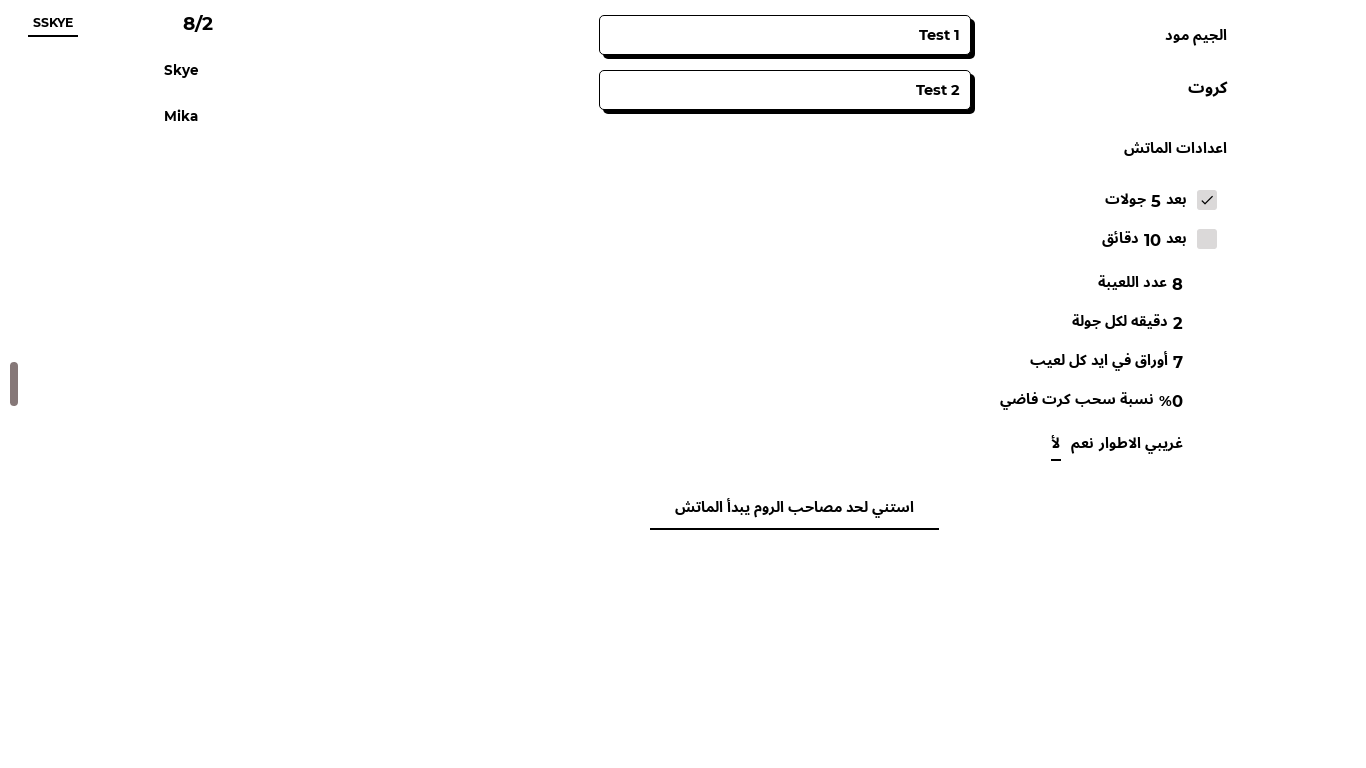 SSKYE
8/2
Skye
Mika
Test 1
Test 2
الجيم مود
كروت
اعدادات الماتش
بعد 5 جولات
بعد 10 دقائق
8 عدد اللعيبة
2 دقيقه لكل جولة
7 أوراق في ايد كل لعيب
%0 نسبة سحب كرت فاضي
غريبي الاطوار نعم لأ
استني لحد مصاحب الروم يبدأ الماتش